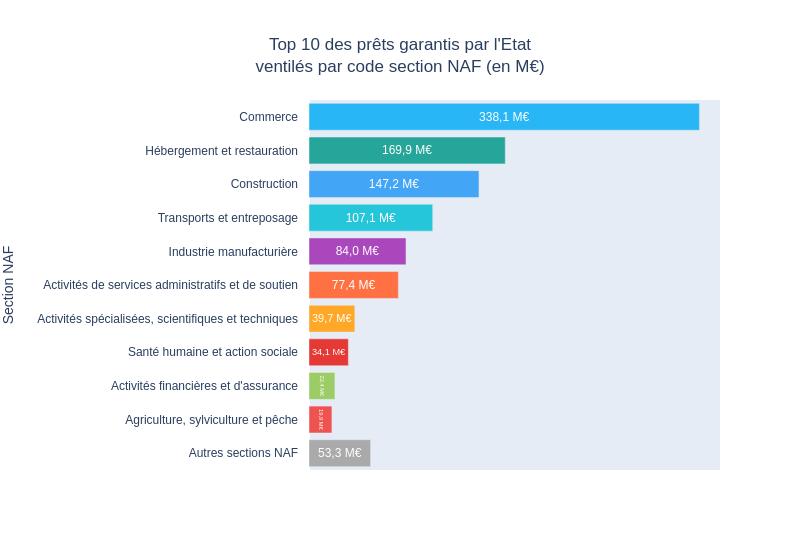 Top 10 des prêts garantis par l'Etat
ventilés par code section NAF (en M€)
Section NAF
Commerce 338,1 M€
Hébergement et restauration 169,9 M€
Construction 147,2 M€
Transports et entreposage 107,1 M€
Industrie manufacturière 84,0 M€
Activités de services administratifs et de soutien 77,4 M€
Activités spécialisées, scientifiques et techniques 39,7 M€
Santé humaine et action sociale 34,1 M€
Activités financières et d'assurance
Agriculture, sylviculture et pêche
Autres sections NAF 53,3 M€